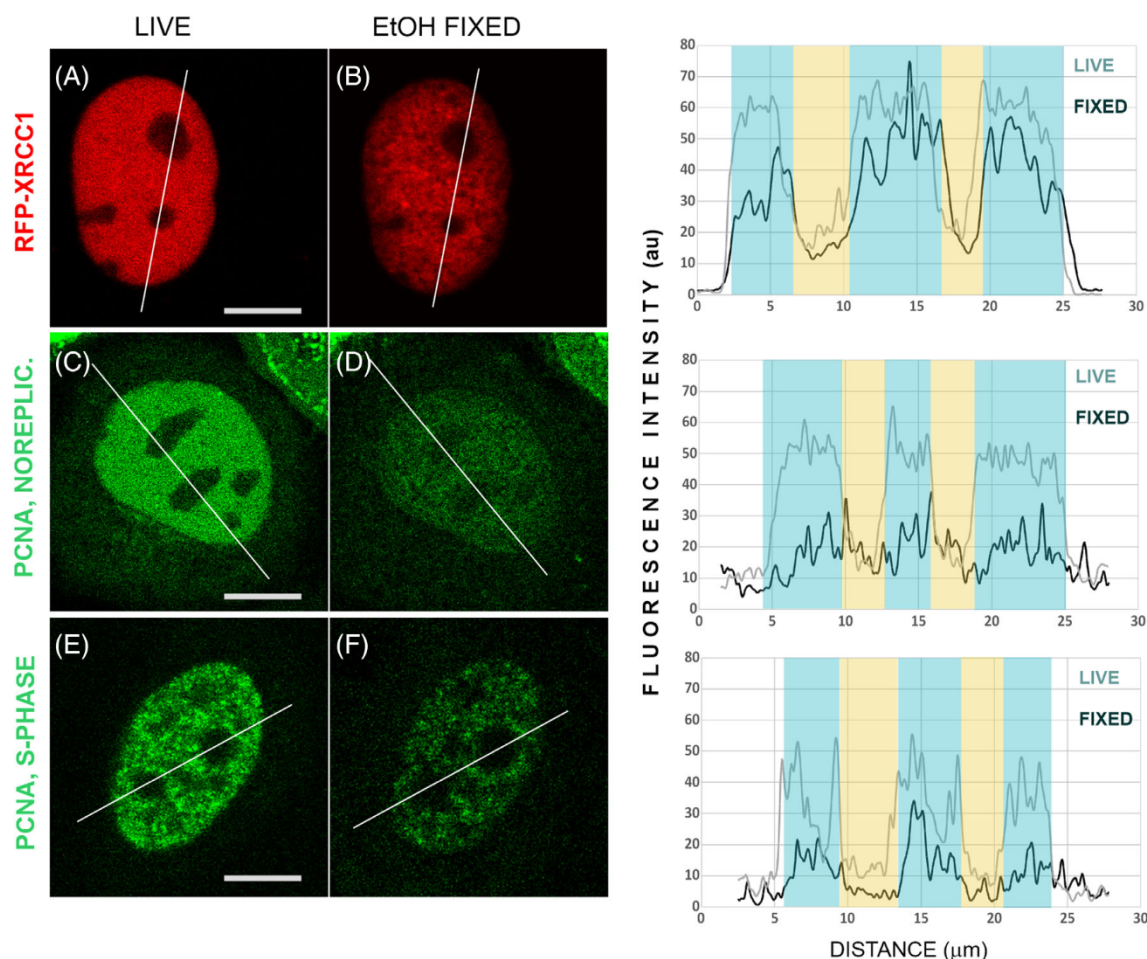 LIVE
EtOH FIXED
RFP-XRCC1
(A)
(B)
PCNA, NOREPLIC.
(C)
(D)
PCNA, S-PHASE
(E)
(F)
FLUORESCENCE INTENSITY (au)
80
70
60
50
40
30
20
10
0
LIVE
FIXED
0 5 10 15 20 25 30
80
70
60
50
40
30
20
10
0
LIVE
FIXED
0 5 10 15 20 25 30
80
70
60
50
40
30
20
10
0
LIVE
FIXED
0 5 10 15 20 25 30
DISTANCE (μm)